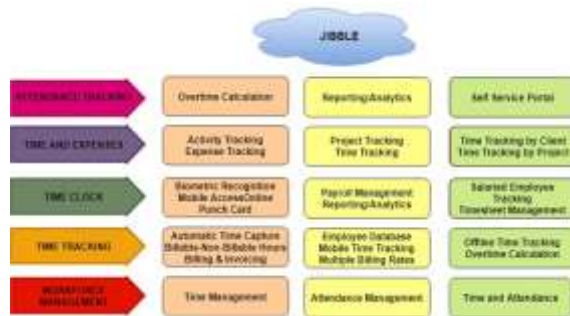 JIBBLE
ATTENDANCE TRACKING
Overtime Calculation
Reporting/Analytics
Self Service Portal
TIME AND EXPENSES
Activity Tracking
Expense Tracking
Project Tracking
Time Tracking
Time Tracking by Client
Time Tracking by Project
TIME CLOCK
Biometric Recognition
Mobile AccessOnline
Punch Card
Payroll Management
Reporting/Analytics
Salaried Employee
Tracking
Timesheet Management
TIME TRACKING
Automatic Time Capture
Billable-Non-Billable Hours
Billing & Invoicing
Employee Database
Mobile Time Tracking
Multiple Billing Rates
Offline Time Tracking
Overtime Calculation
WORKFORCE
MANAGEMENT
Time Management
Attendance Management
Time and Attendance